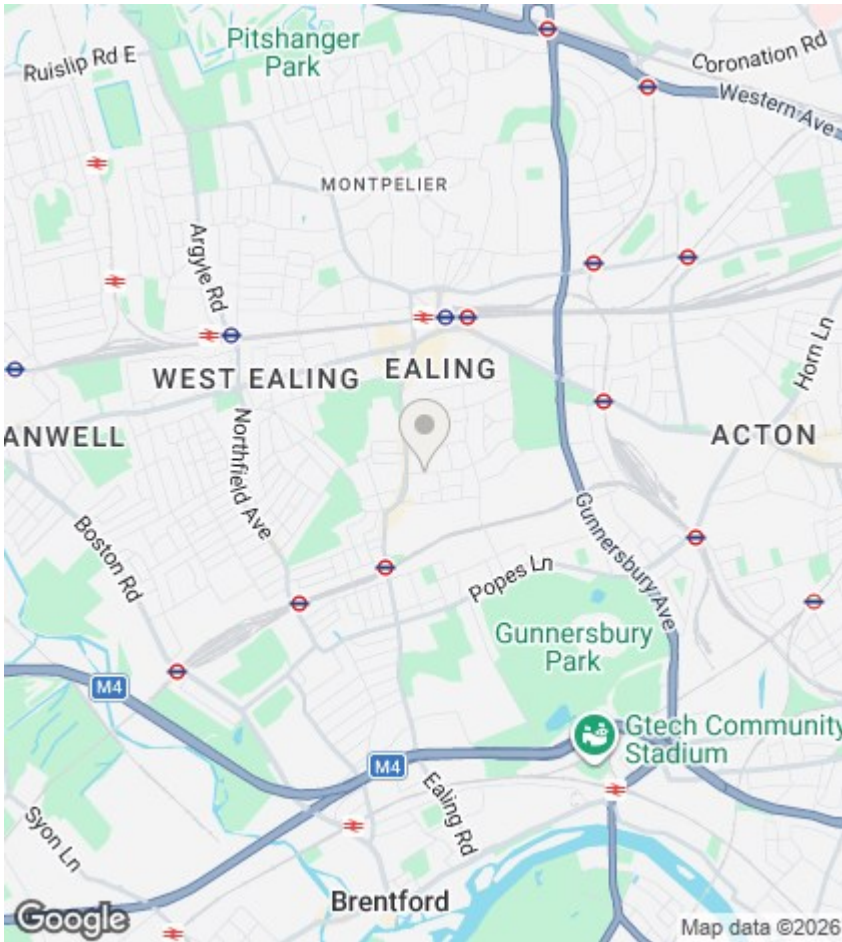 Pitshanger
Park
Ruislip Rd E
Coronation Rd
Western Ave
MONTPELIER
Argyle Rd
Horn Ln
WEST EALING
EALING
ANWELL
ACTON
Northfield Ave
Boston Rd
Gunnersbury Ave
Popes Ln
Gunnersbury
Park
M4
Gtech Community
Stadium
M4
Ealing Rd
Syon Ln
Brentford
Google
Map data ©2026